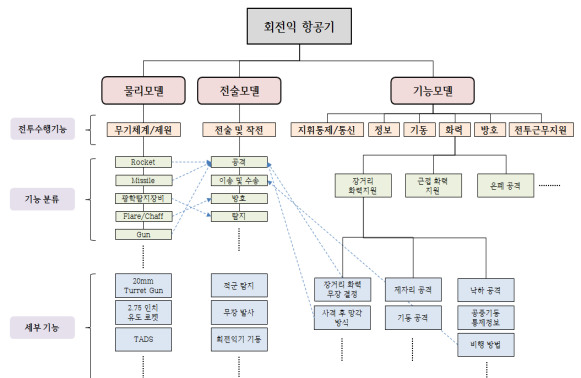 회전익 항공기
물리모델
전술모델
기능모델
전투수행기능
무기체계/제원
전술 및 작전
지휘통제/통신
정보
기동
화력
방호
전투근무지원
기능 분류
Rocket
Missile
광학탐지장비
Flare/Chaff
Gun
공격
이송 및 수송
방호
탐지
장거리
화력지원
근접 화력
지원
은폐 공격
세부 기능
20mm
Turret Gun
2.75 인치
유도 로켓
TADS
적군 탐지
무장 발사
회전익기 기동
장거리 화력
무장 결정
사격 후 망각
방식
제자리 공격
기동 공격
낙하 공격
공중기동
통제정보
비행 방법